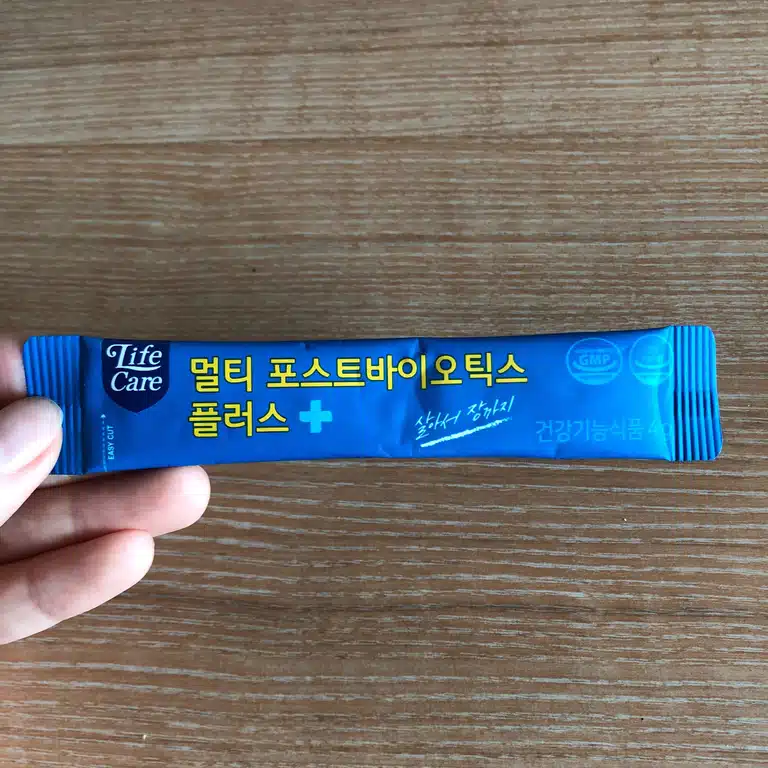 Life
Care
EASY CUT
멀티 포스트바이오틱스
플러스
살아서 장까지
GMP
건강기능식품 4g